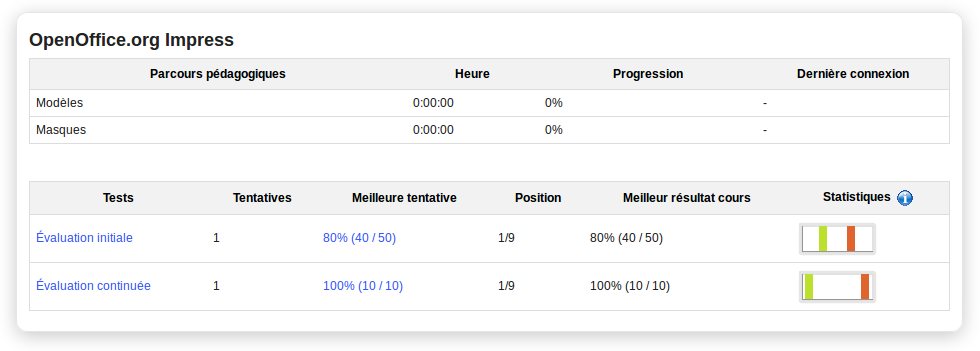 OpenOffice.org Impress
Parcours pédagogiques Heure Progression Dernière connexion
Modèles 0:00:00 0% -
Masques 0:00:00 0% -
Tests Tentatives Meilleure tentative Position Meilleur résultat cours Statistiques
Évaluation initiale 1 80% (40 / 50) 1/9 80% (40 / 50)
Évaluation continuée 1 100% (10 / 10) 1/9 100% (10 / 10)